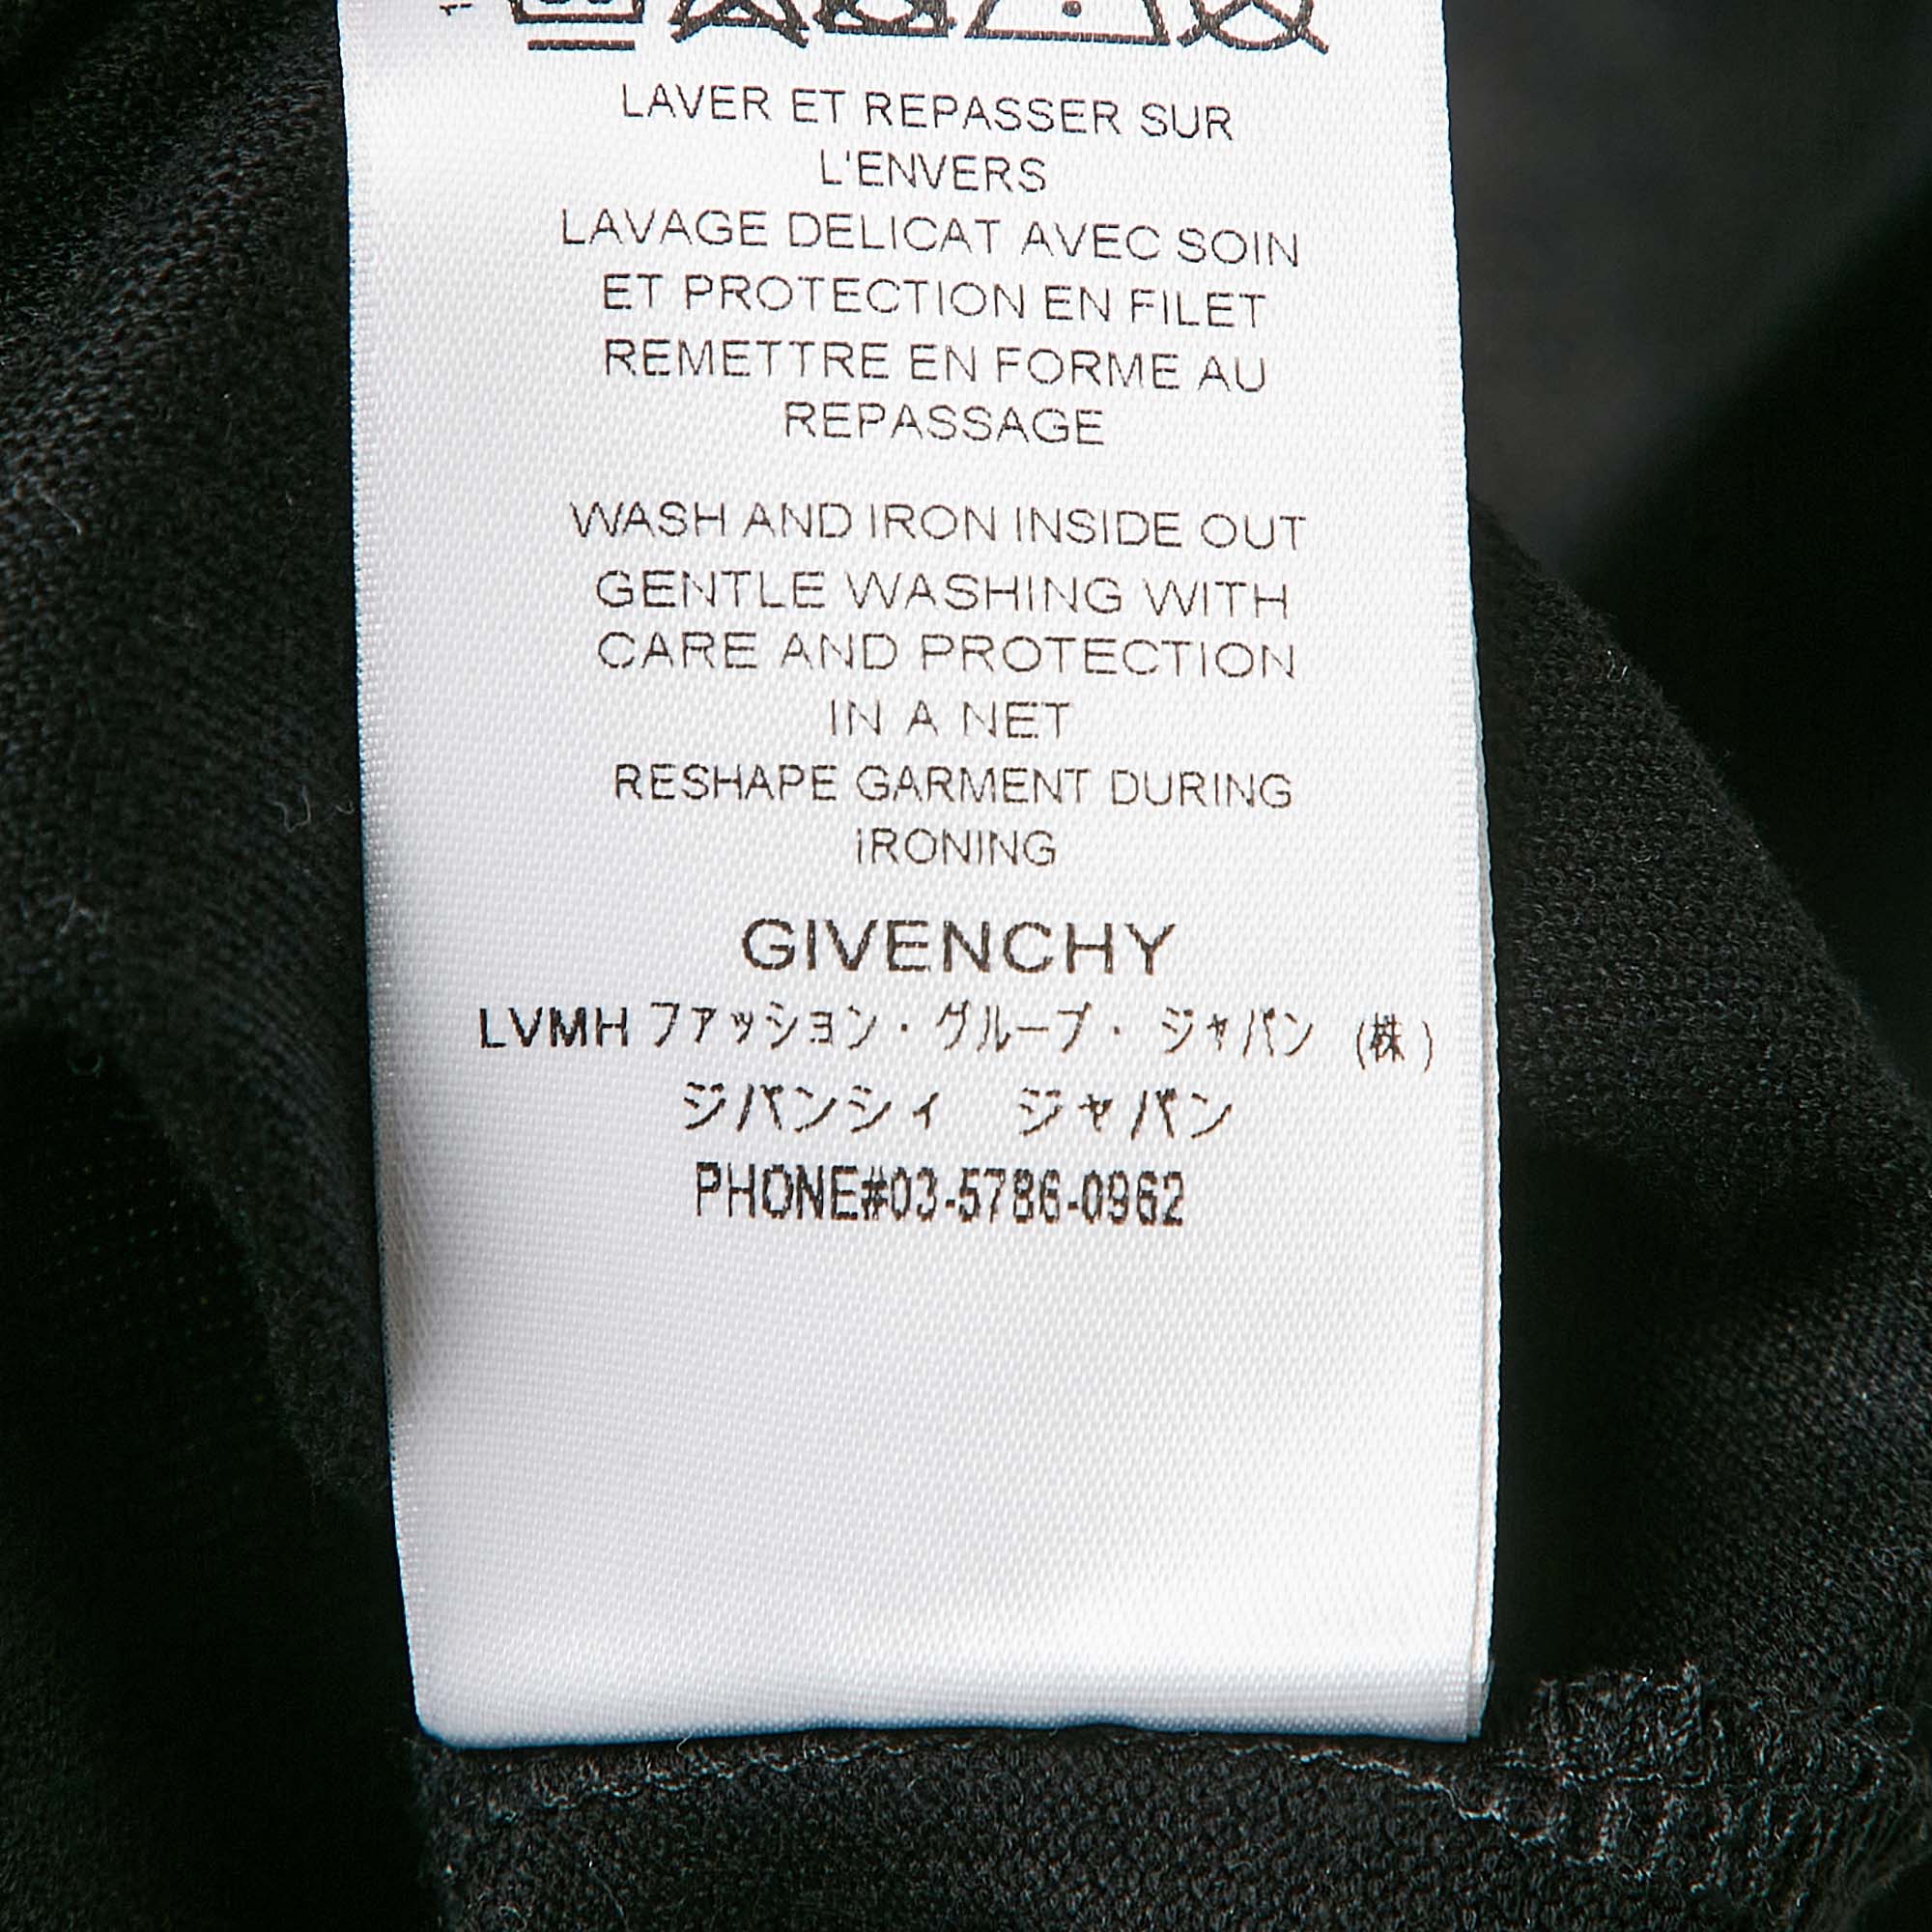 LAVER ET REPASSER SUR
L'ENVERS
LAVAGE DELICAT AVEC SOIN
ET PROTECTION EN FILET
REMETTRE EN FORME AU
REPASSAGE
WASH AND IRON INSIDE OUT
GENTLE WASHING WITH
CARE AND PROTECTION
IN A NET
RESHAPE GARMENT DURING
IRONING
GIVENCHY
LVMH ファッション・グループ・ ジャパン (株)
ジバンシィ ジャパン
PHONE#03-5786-0962